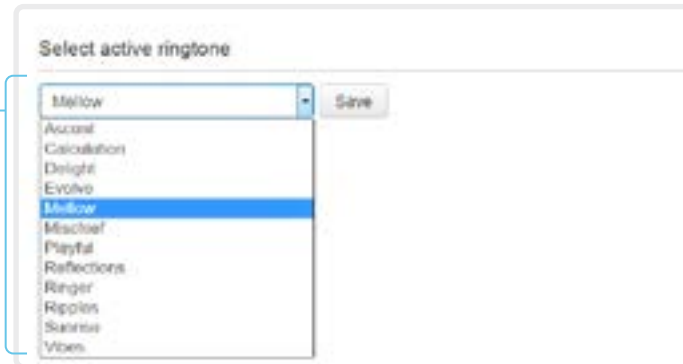 Select active ringtone
Mellow
Save
Ascent
Calculation
Delight
Evolve
Mellow
Mischief
Playful
Reflections
Ringer
Ripples
Sunrise
Vibes